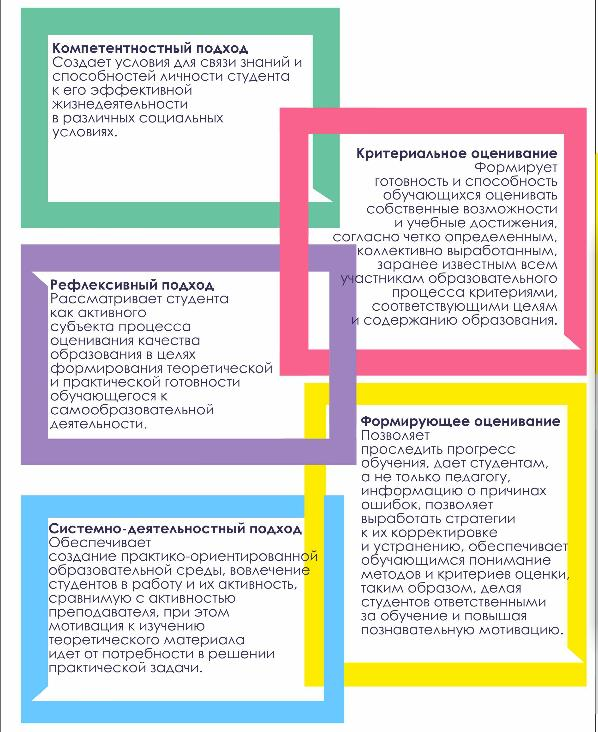 Компетентностный подход
Создает условия для связи знаний и
способностей личности студента
к его эффективной
жизнедеятельности
в различных социальных
условиях.
Критериальное оценивание
Формирует
готовность и способность
обучающихся оценивать
собственные возможности
и учебные достижения,
согласно четко определенным,
коллективно выработанным,
заранее известным всем
участникам образовательного
процесса критериями,
соответствующими целям
и содержанию образования.
Рефлексивный подход
Рассматривает студента
как активного
субъекта процесса
оценивания качества
образования в целях
формирования теоретической
и практической готовности
обучающегося к
самообразовательной
деятельности.
Формирующее оценивание
Позволяет
проследить прогресс
обучения, дает студентам,
а не только педагогу,
информацию о причинах
ошибок, позволяет
выработать стратегии
к их корректировке
и устранению, обеспечивает
обучающимся понимание
методов и критериев оценки,
таким образом, делая
студентов ответственными
за обучение и повышая
познавательную мотивацию.
Системно-деятельностный подход
Обеспечивает
создание практико-ориентированной
образовательной среды, вовлечение
студентов в работу и их активность,
сравнимую с активностью
преподавателя, при этом
мотивация к изучению
теоретического материала
идет от потребности в решении
практической задачи.